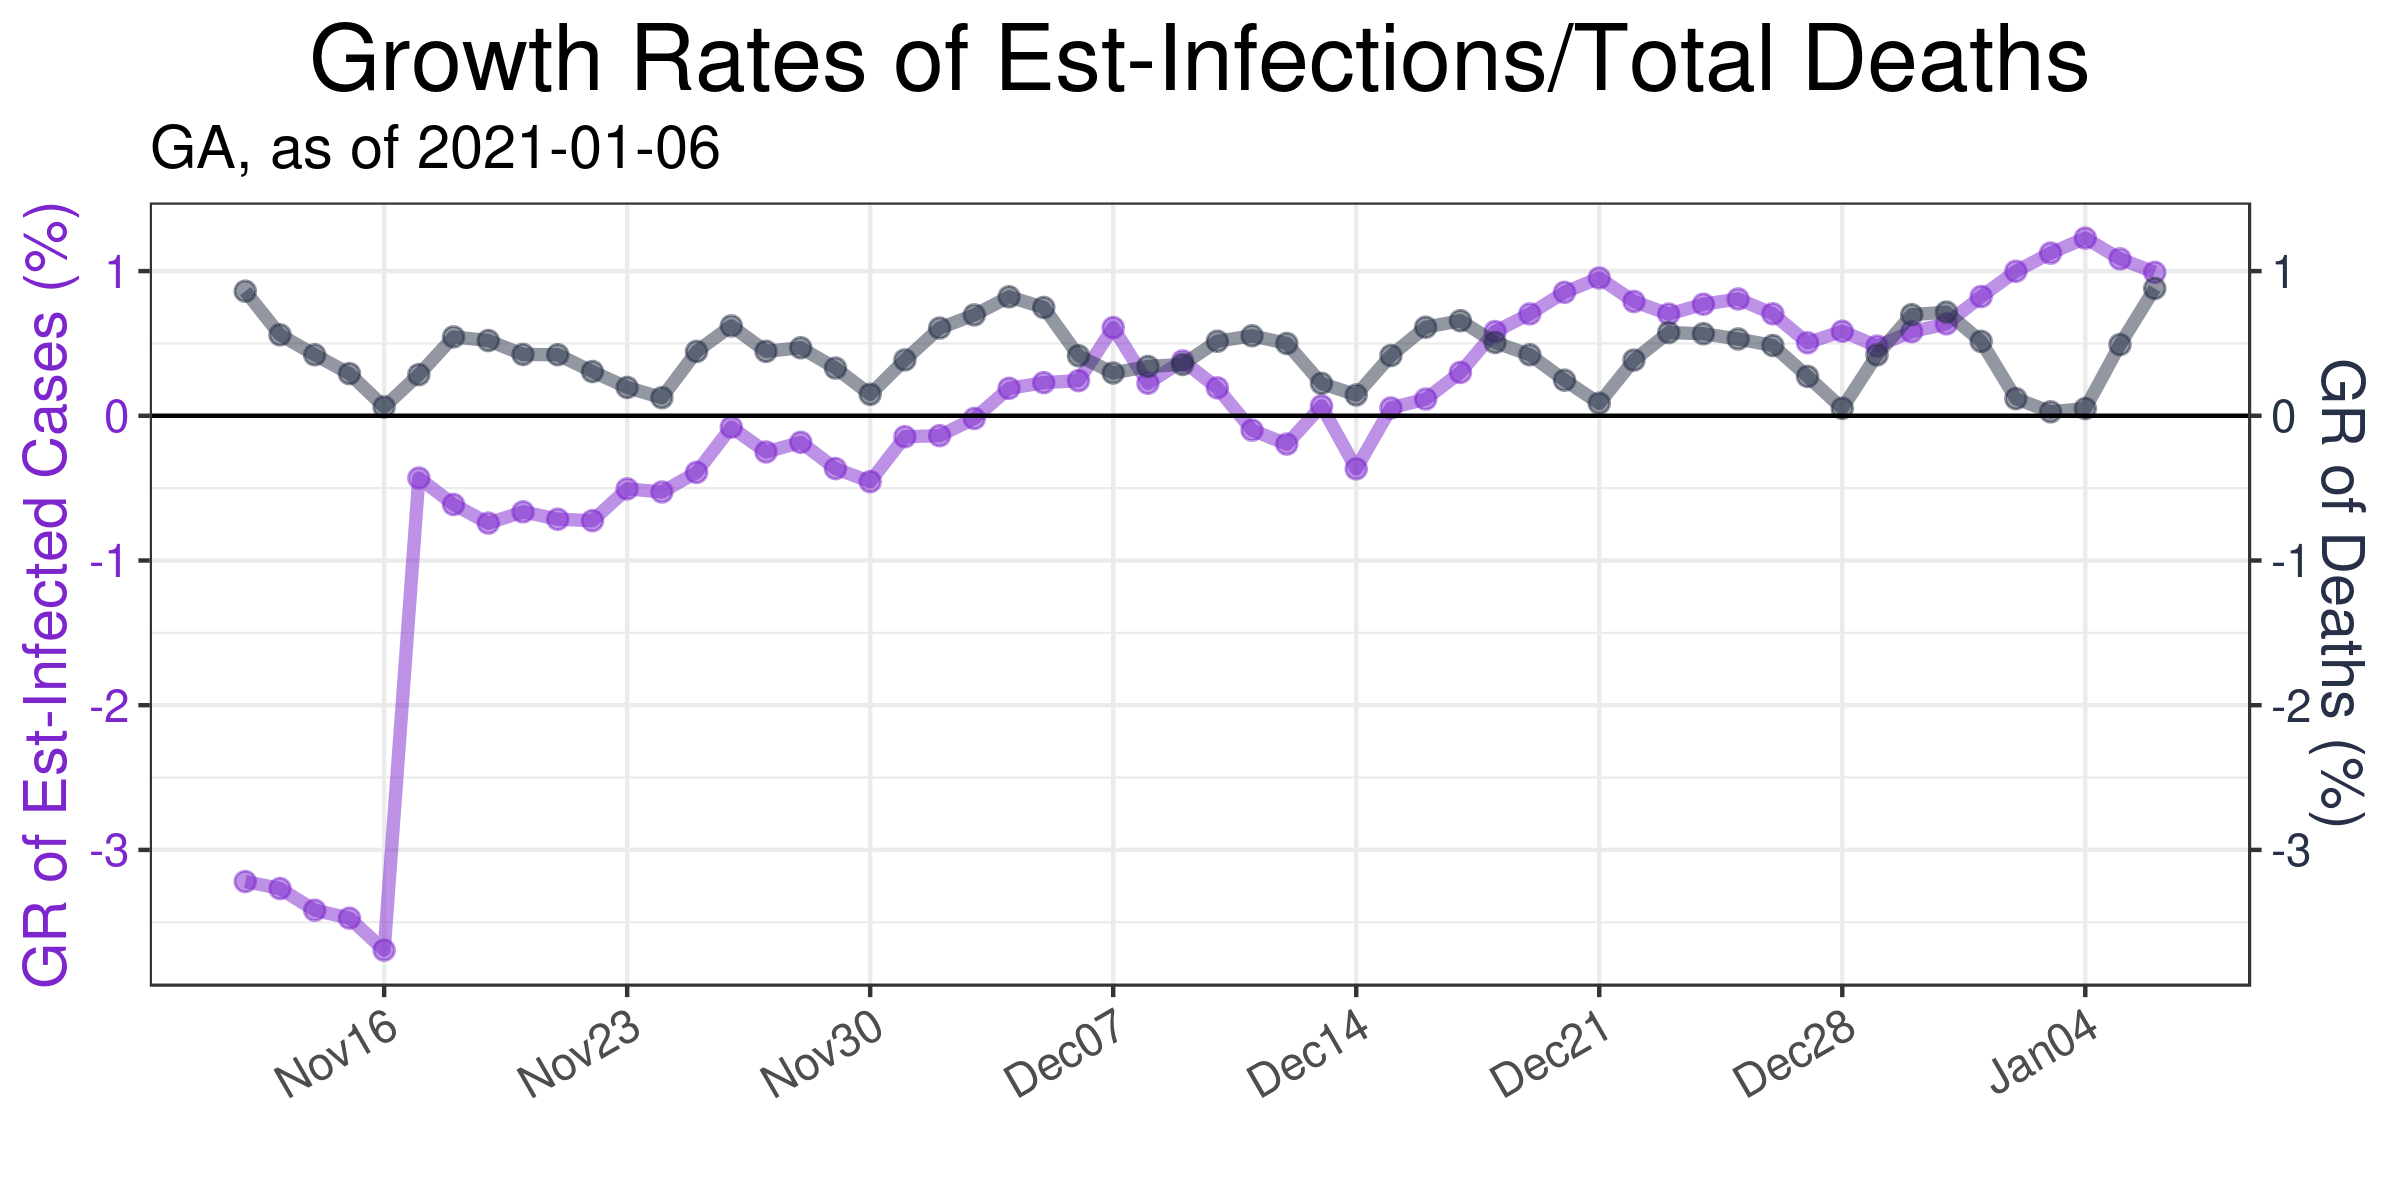 Growth Rates of Est-Infections/Total Deaths
GA, as of 2021-01-06
GR of Est-Infected Cases (%)
1
0
-1
-2
-3
1
0
-1
-2
-3
GR of Deaths (%)
Nov16
Nov23
Nov30
Dec07
Dec14
Dec21
Dec28
Jan04